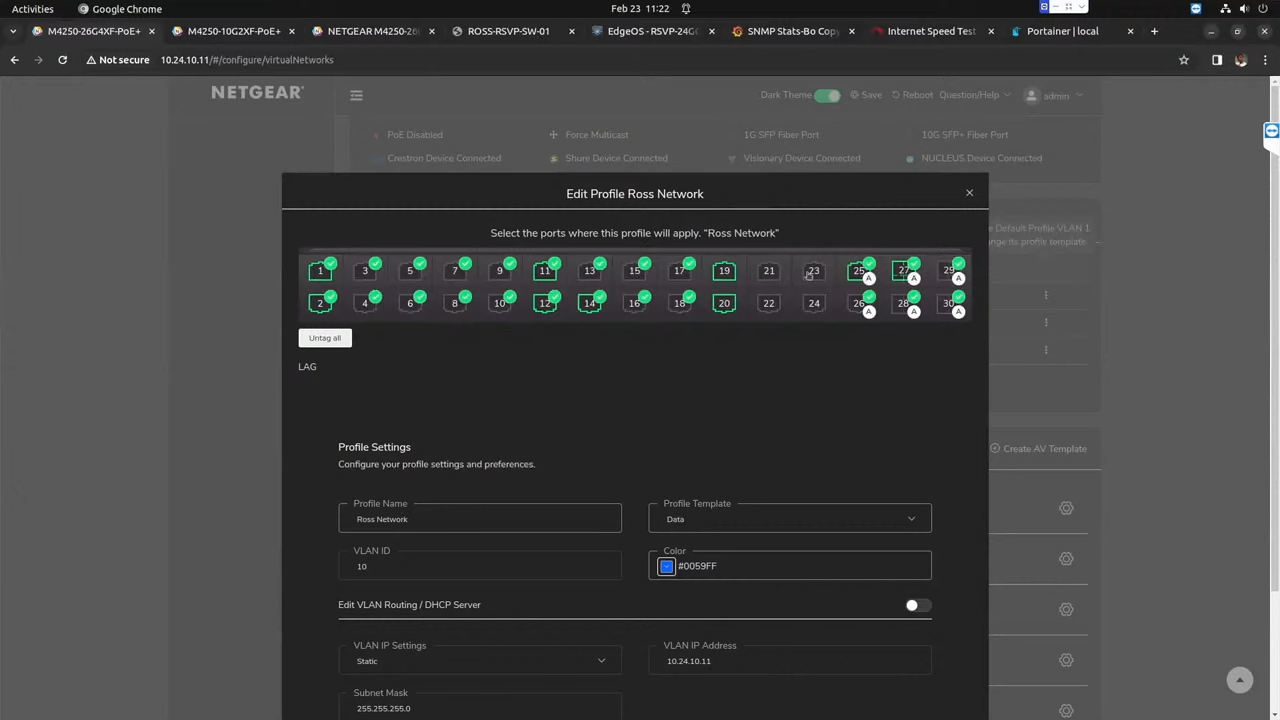 Activities Google Chrome Feb 23 11:22
M4250-26G4XF-PoE+ M4250-10G2XF-PoE+ NETGEAR M4250-26 ROSS-RSVP-SW-01 EdgeOS - RSVP-24G SNMP Stats-Bo Copy Internet Speed Test Portainer | local
Not secure 10.24.10.11/#/configure/virtualNetworks
NETGEAR Dark Theme Save Reboot Question/Help admin
PoE Disabled Force Multicast 1G SFP Fiber Port 10G SFP+ Fiber Port
Crestron Device Connected Shure Device Connected Visionary Device Connected NUCLEUS Device Connected
Edit Profile Ross Network
Select the ports where this profile will apply. "Ross Network"
e Default Profile VLAN 1
nge its profile template
1 3 5 7 9 11 13 15 17 19 21 23 25 27 29
A A A
2 4 6 8 10 12 14 16 18 20 22 24 26 28 30
A A A
Untag all
LAG
Profile Settings
Create AV Template
Configure your profile settings and preferences.
Profile Name Profile Template
Ross Network Data
VLAN ID Color
10 #0059FF
Edit VLAN Routing / DHCP Server
VLAN IP Settings VLAN IP Address
Static 10.24.10.11
Subnet Mask
255.255.255.0